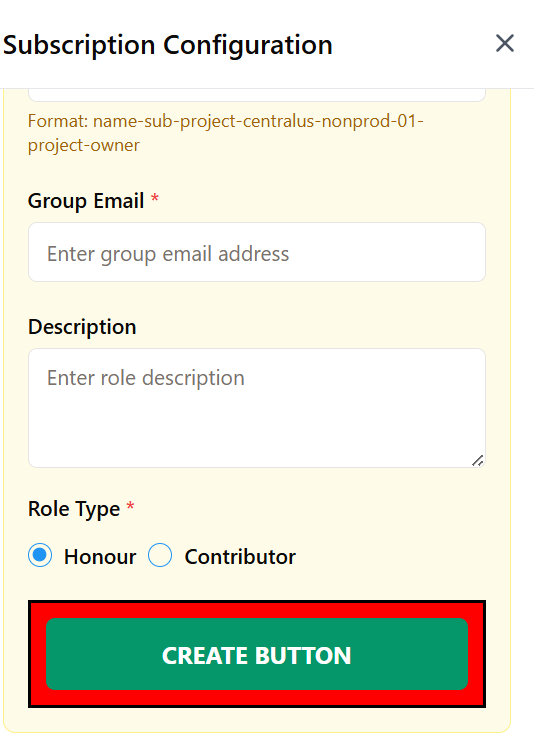 Subscription Configuration
Format: name-sub-project-centralus-nonprod-01-
project-owner
Group Email *
Enter group email address
Description
Enter role description
Role Type *
Honour Contributor
CREATE BUTTON